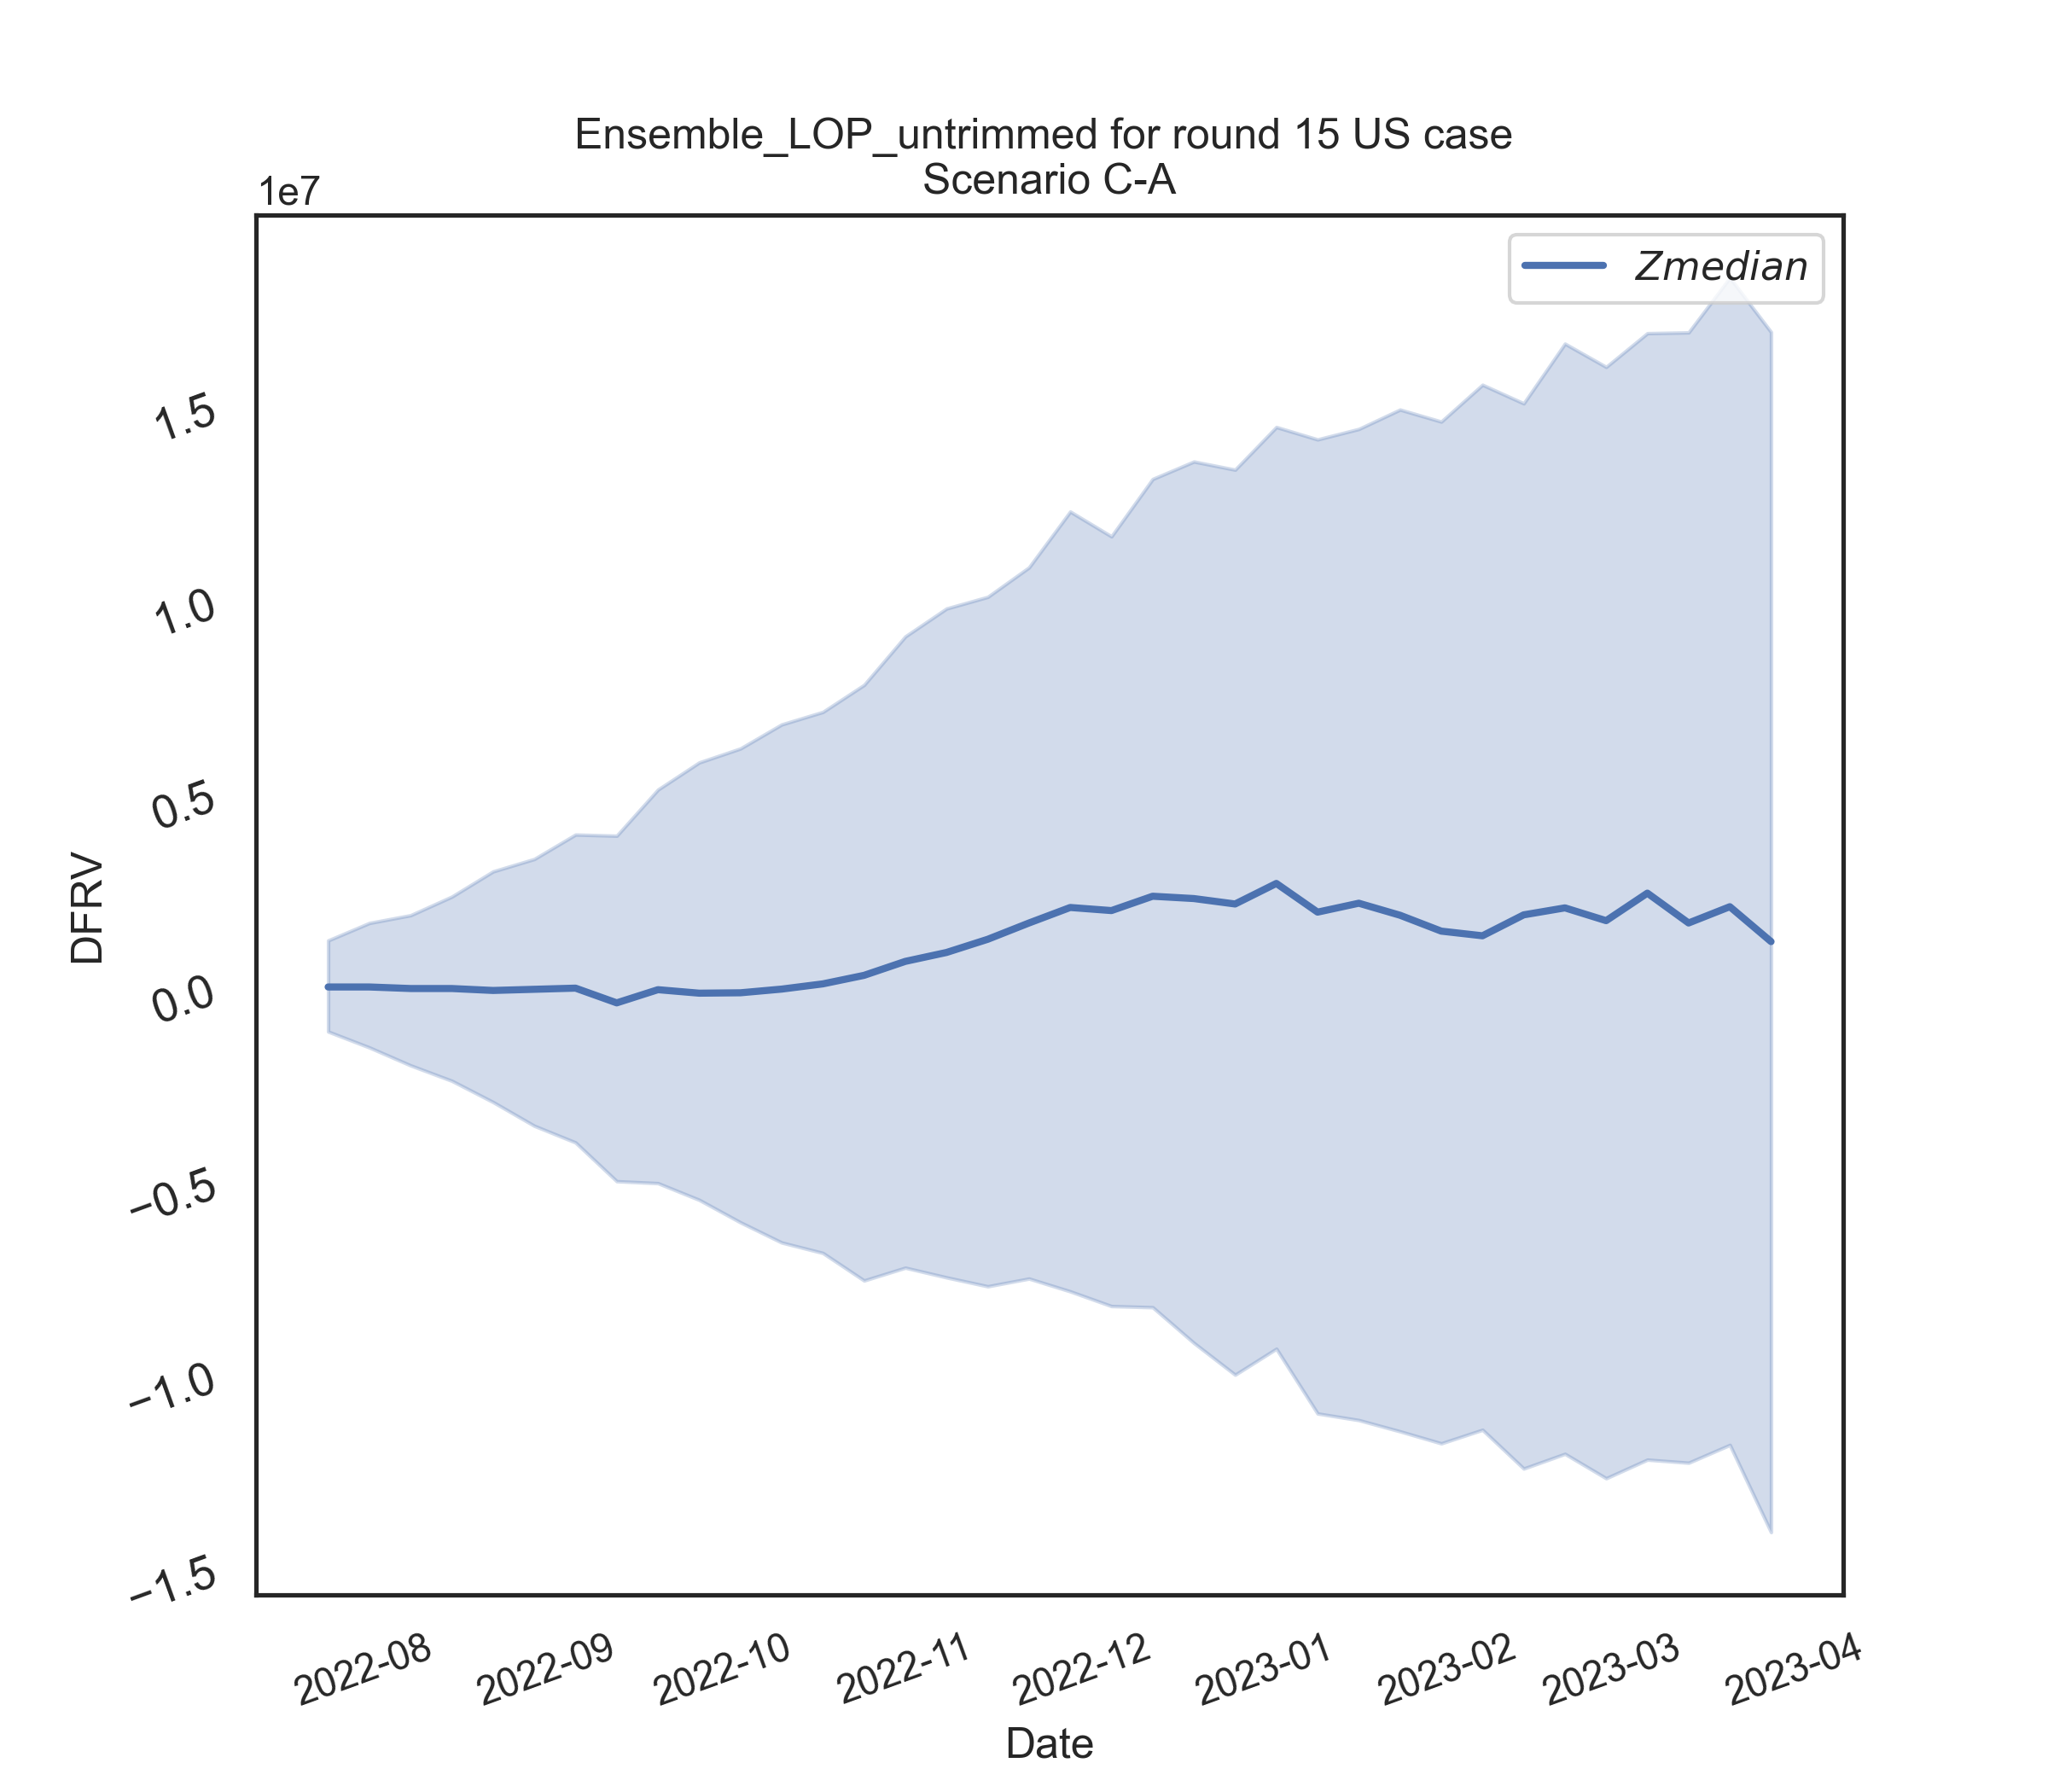 Ensemble_LOP_untrimmed for round 15 US case
Scenario C-A
1e7
Zmedian
1.5
1.0
0.5
0.0
−0.5
−1.0
−1.5
DFRV
2022-08 2022-09 2022-10 2022-11 2022-12 2023-01 2023-02 2023-03 2023-04
Date